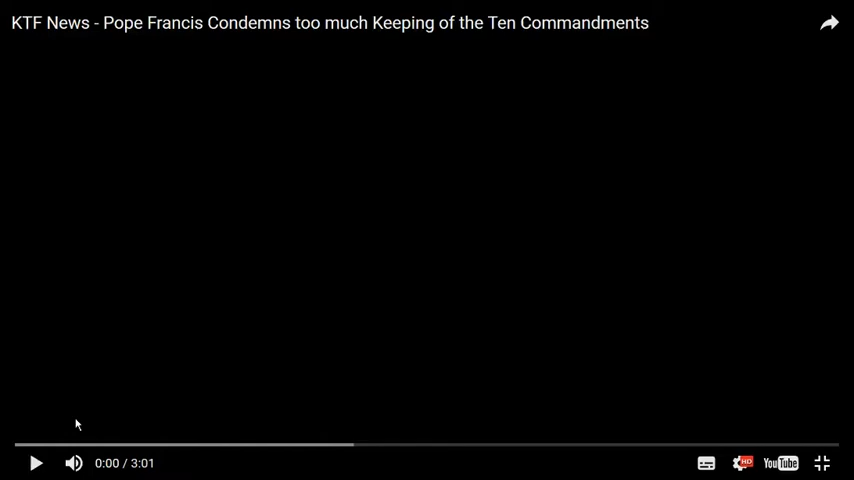 KTF News - Pope Francis Condemns too much Keeping of the Ten Commandments
0:00 / 3:01
HD
YouTube